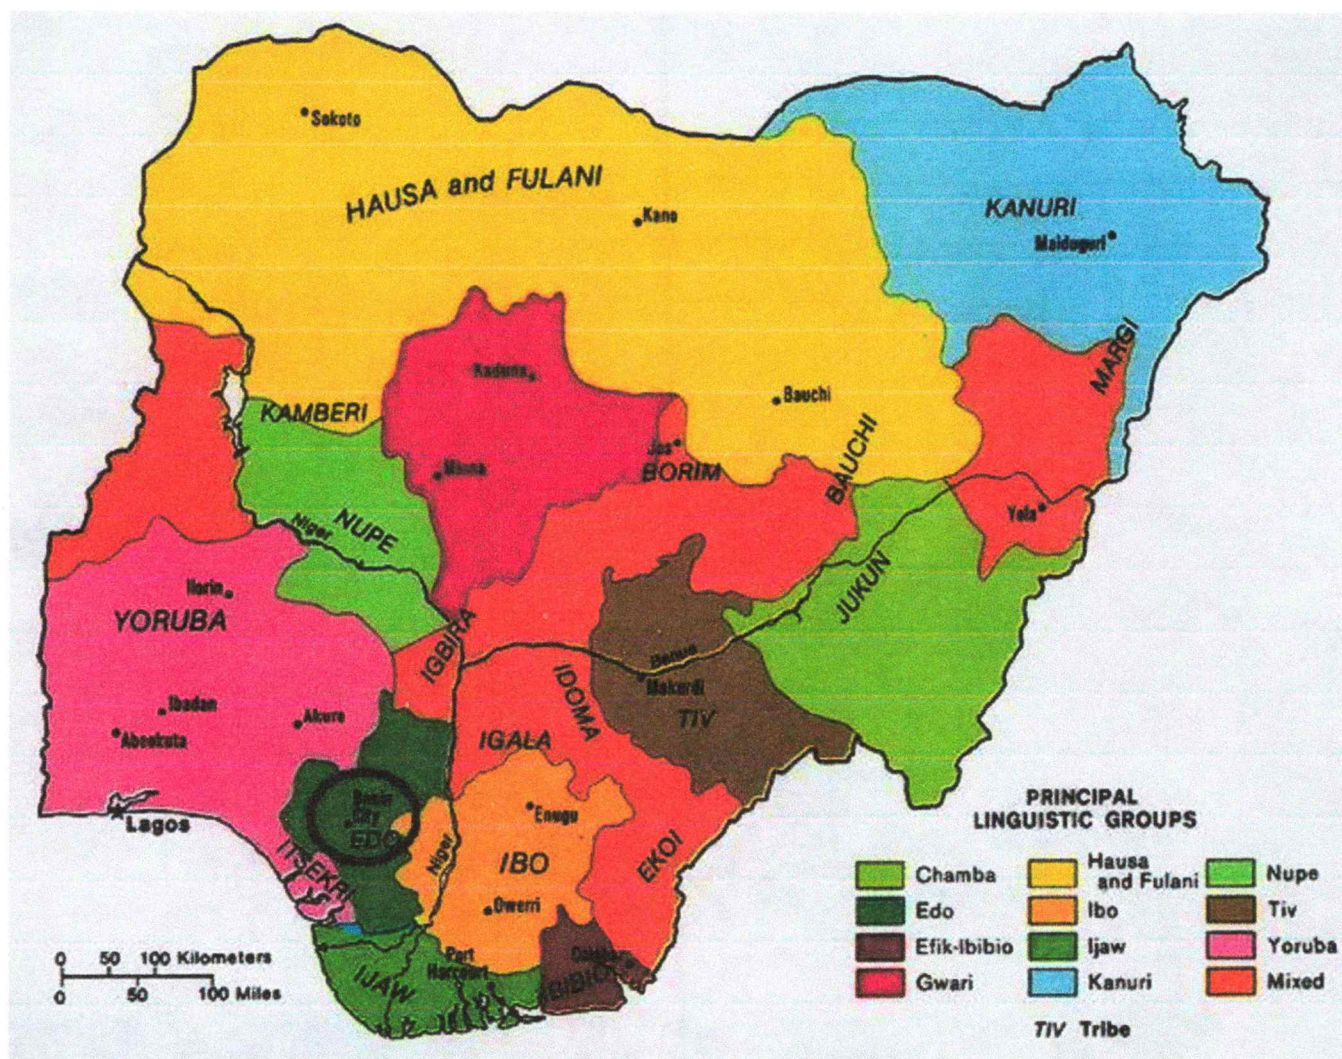 Sokoto
HAUSA and FULANI
Kano
KANURI
Maiduguri
MARGI
Kaduna
KAMBERI
Bauchi
BAUCHI
Jos
BORIM
Minna
Yola
Niger
NUPE
JUKUN
Ilorin
YORUBA
IGBIRA
Benue
Makurdi
IDOMA
TIV
Ibadan
Akure
Abeokuta
IGALA
Benin
City
EDO
Lagos
Enugu
ITSEKRI
Niger
IBO
EKOI
Owerri
Port
Harcourt
IJAW
Calabar
IBIBIO
0 50 100 Kilometers
0 50 100 Miles
PRINCIPAL
LINGUISTIC GROUPS
Chamba
Edo
Efik-Ibibio
Gwari
Hausa
and Fulani
Ibo
Ijaw
Kanuri
Nupe
Tiv
Yoruba
Mixed
TIV Tribe